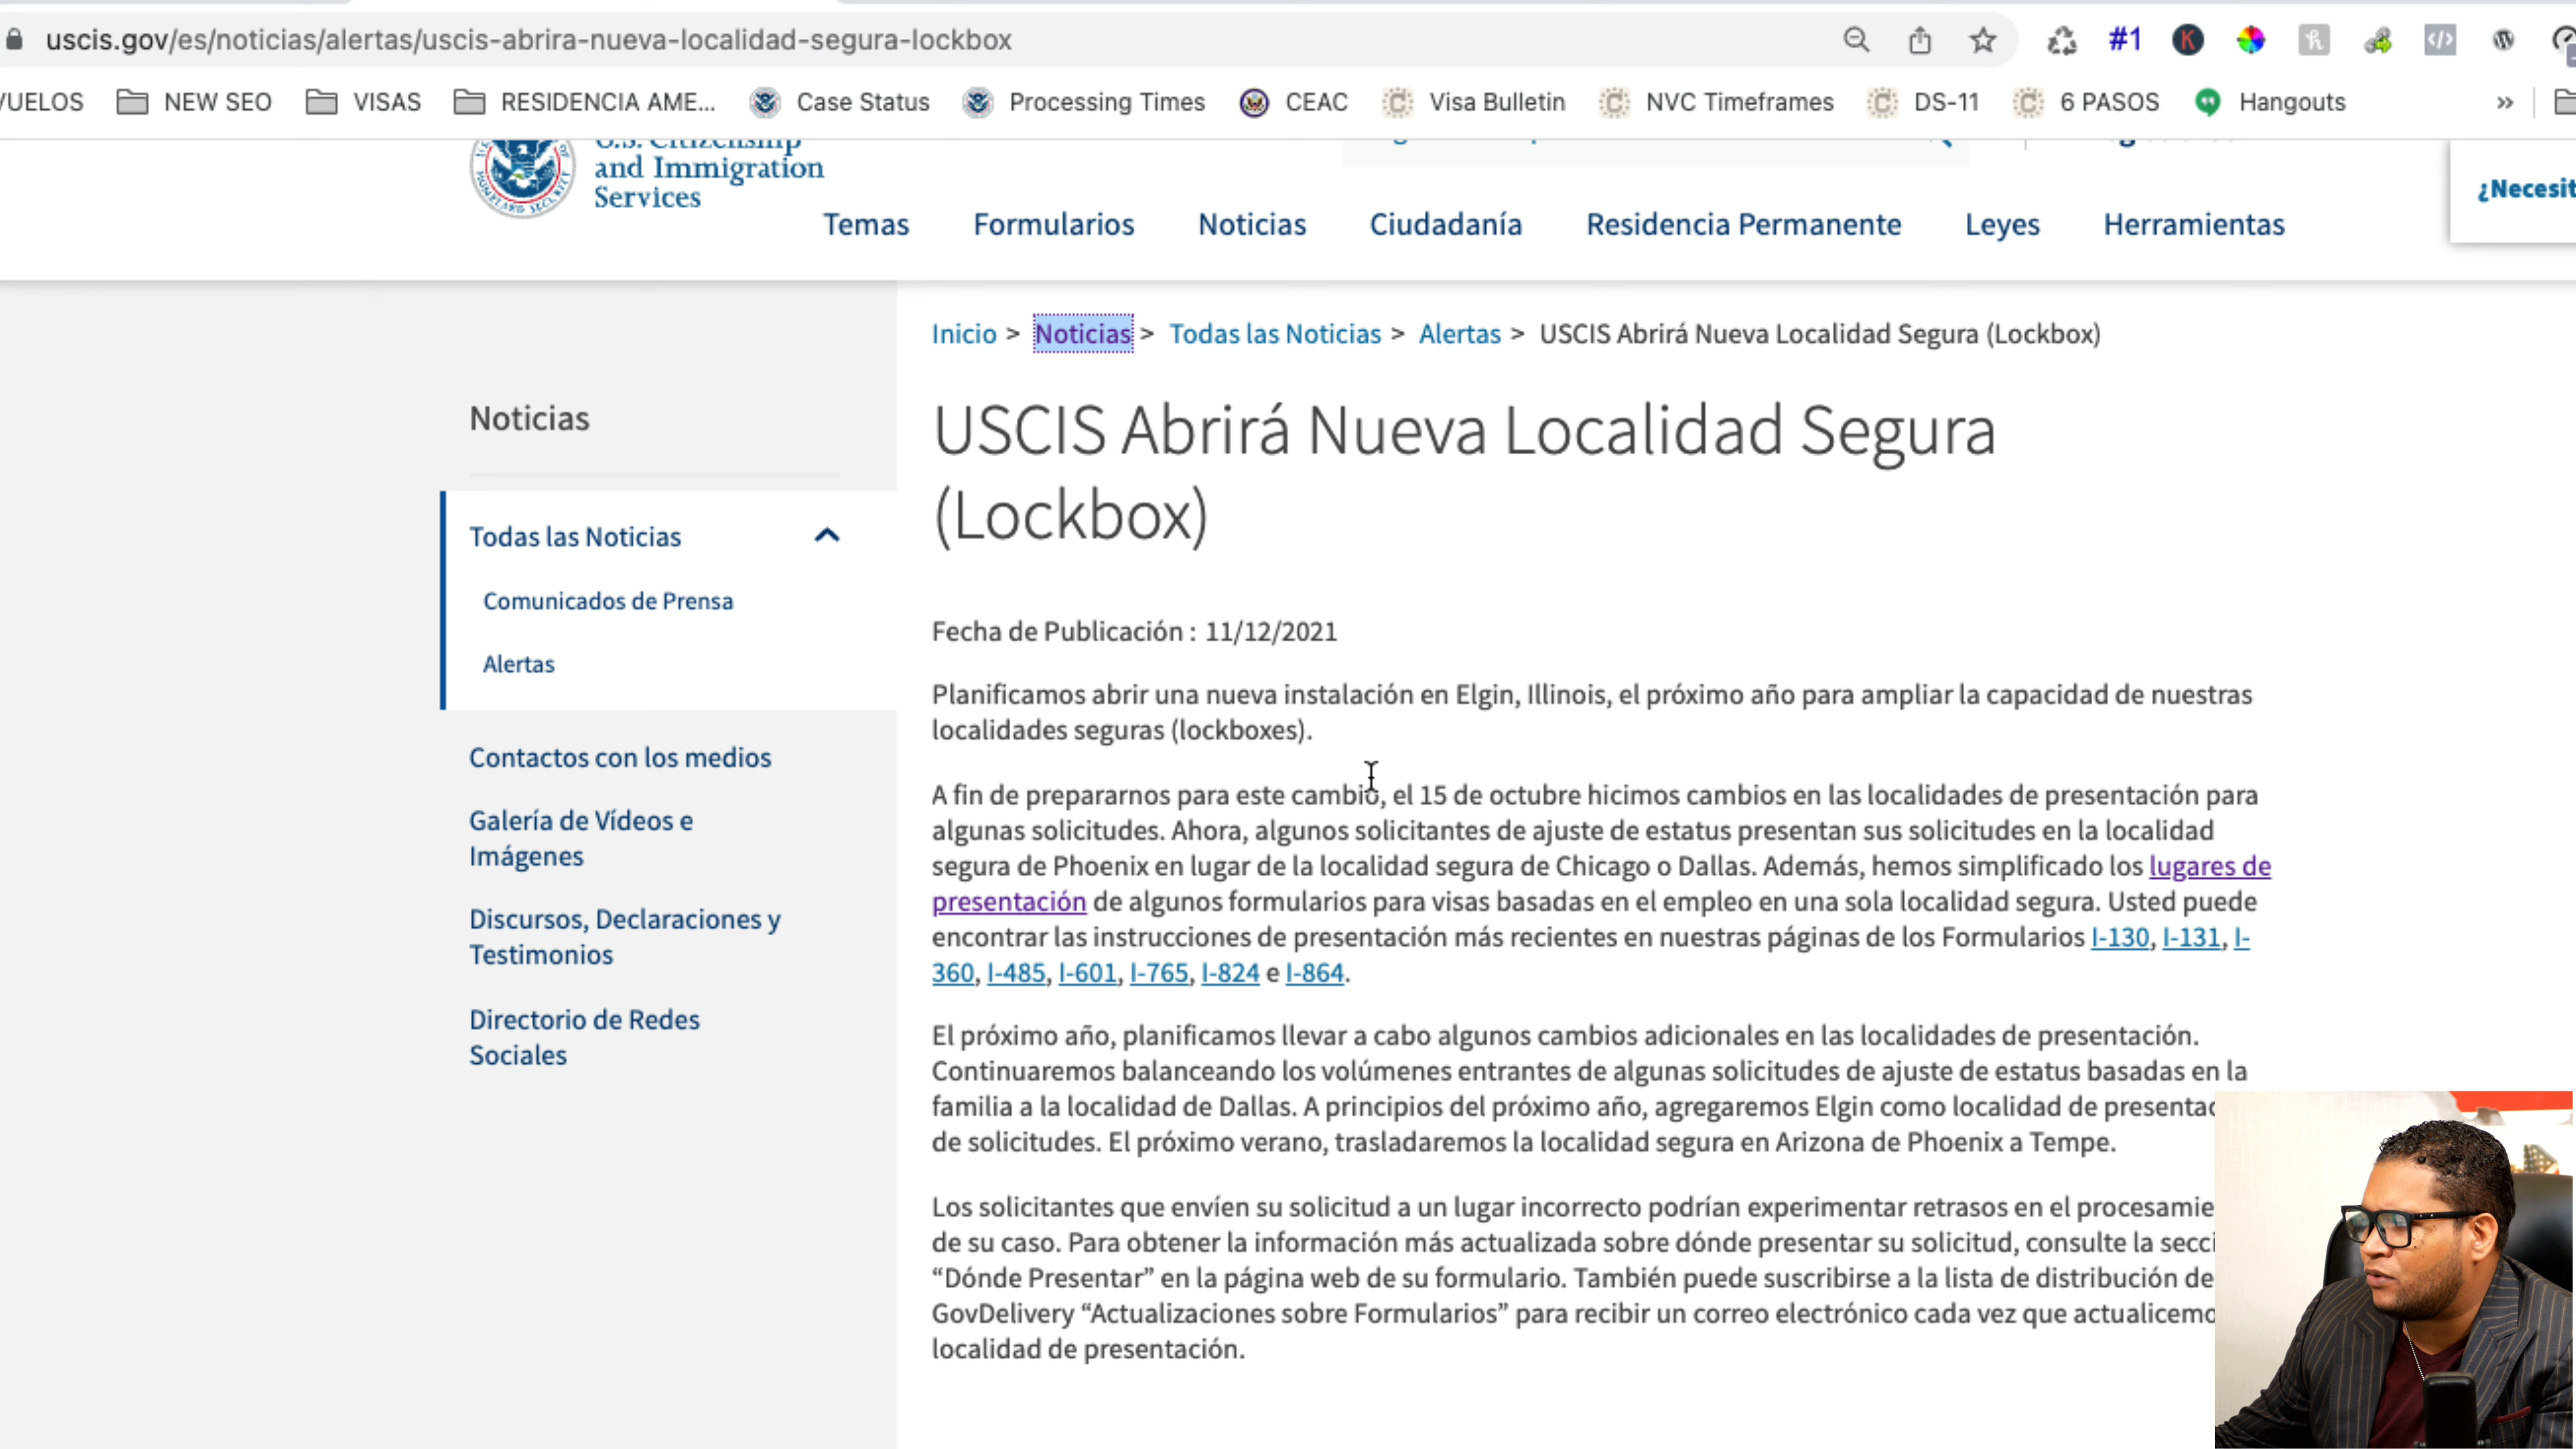 uscis.gov/es/noticias/alertas/uscis-abrira-nueva-localidad-segura-lockbox
#1
VUELOS NEW SEO VISAS RESIDENCIA AME... Case Status Processing Times CEAC Visa Bulletin NVC Timeframes DS-11 6 PASOS Hangouts »
U.S. Citizenship
and Immigration
Services
¿Necesit
Temas Formularios Noticias Ciudadanía Residencia Permanente Leyes Herramientas
Inicio > Noticias > Todas las Noticias > Alertas > USCIS Abrirá Nueva Localidad Segura (Lockbox)
Noticias
Todas las Noticias
Comunicados de Prensa
Alertas
Contactos con los medios
Galería de Vídeos e
Imágenes
Discursos, Declaraciones y
Testimonios
Directorio de Redes
Sociales
USCIS Abrirá Nueva Localidad Segura
(Lockbox)
Fecha de Publicación : 11/12/2021
Planificamos abrir una nueva instalación en Elgin, Illinois, el próximo año para ampliar la capacidad de nuestras
localidades seguras (lockboxes).
A fin de prepararnos para este cambio, el 15 de octubre hicimos cambios en las localidades de presentación para
algunas solicitudes. Ahora, algunos solicitantes de ajuste de estatus presentan sus solicitudes en la localidad
segura de Phoenix en lugar de la localidad segura de Chicago o Dallas. Además, hemos simplificado los lugares de
presentación de algunos formularios para visas basadas en el empleo en una sola localidad segura. Usted puede
encontrar las instrucciones de presentación más recientes en nuestras páginas de los Formularios I-130, I-131, I-
360, I-485, I-601, I-765, I-824 e I-864.
El próximo año, planificamos llevar a cabo algunos cambios adicionales en las localidades de presentación.
Continuaremos balanceando los volúmenes entrantes de algunas solicitudes de ajuste de estatus basadas en la
familia a la localidad de Dallas. A principios del próximo año, agregaremos Elgin como localidad de presentac
de solicitudes. El próximo verano, trasladaremos la localidad segura en Arizona de Phoenix a Tempe.
Los solicitantes que envíen su solicitud a un lugar incorrecto podrían experimentar retrasos en el procesamie
de su caso. Para obtener la información más actualizada sobre dónde presentar su solicitud, consulte la secci
“Dónde Presentar” en la página web de su formulario. También puede suscribirse a la lista de distribución de
GovDelivery “Actualizaciones sobre Formularios” para recibir un correo electrónico cada vez que actualicemo
localidad de presentación.